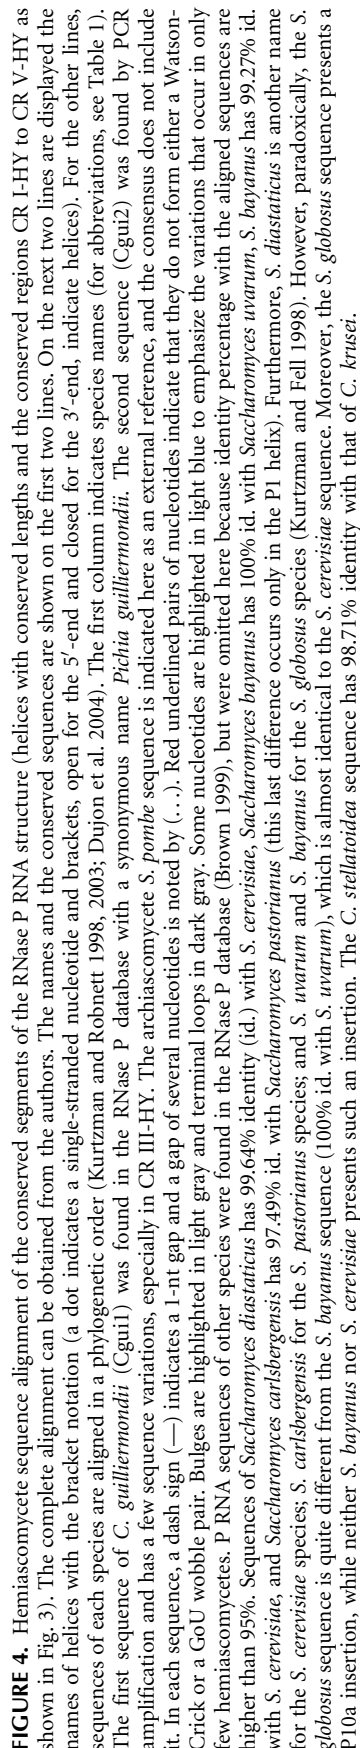 FIGURE 4. Hemiascomycete sequence alignment of the conserved segments of the RNase P RNA structure (helices with conserved lengths and the conserved regions CR I-HY to CR V-HY as
shown in Fig. 3). The complete alignment can be obtained from the authors. The names and the conserved sequences are shown on the first two lines. On the next two lines are displayed the
names of helices with the bracket notation (a dot indicates a single-stranded nucleotide and brackets, open for the 5′-end and closed for the 3′-end, indicate helices). For the other lines,
sequences of each species are aligned in a phylogenetic order (Kurtzman and Robnett 1998, 2003; Dujon et al. 2004). The first column indicates species names (for abbreviations, see Table 1).
The first sequence of C. guilliermondii (Cgui1) was found in the RNase P database with a synonymous name Pichia guilliermondii. The second sequence (Cgui2) was found by PCR
amplification and has a few sequence variations, especially in CR III-HY. The archiascomycete S. pombe sequence is indicated here as an external reference, and the consensus does not include
it. In each sequence, a dash sign (—) indicates a 1-nt gap and a gap of several nucleotides is noted by (...). Red underlined pairs of nucleotides indicate that they do not form either a Watson-
Crick or a GoU wobble pair. Bulges are highlighted in light gray and terminal loops in dark gray. Some nucleotides are highlighted in light blue to emphasize the variations that occur in only
few hemiascomycetes. P RNA sequences of other species were found in the RNase P database (Brown 1999), but were omitted here because identity percentage with the aligned sequences are
higher than 95%. Sequences of Saccharomyces diastaticus has 99.64% identity (id.) with S. cerevisiae, Saccharomyces bayanus has 100% id. with Saccharomyces uvarum, S. bayanus has 99.27% id.
with S. cerevisiae, and Saccharomyces carlsbergensis has 97.49% id. with Saccharomyces pastorianus (this last difference occurs only in the P1 helix). Furthermore, S. diastaticus is another name
for the S. cerevisiae species; S. carlsbergensis for the S. pastorianus species; and S. uvarum and S. bayanus for the S. globosus species (Kurtzman and Fell 1998). However, paradoxically, the S.
globosus sequence is quite different from the S. bayanus sequence (100% id. with S. uvarum), which is almost identical to the S. cerevisiae sequence. Moreover, the S. globosus sequence presents a
P10a insertion, while neither S. bayanus nor S. cerevisiae presents such an insertion. The C. stellatoidea sequence has 98.71% identity with that of C. krusei.